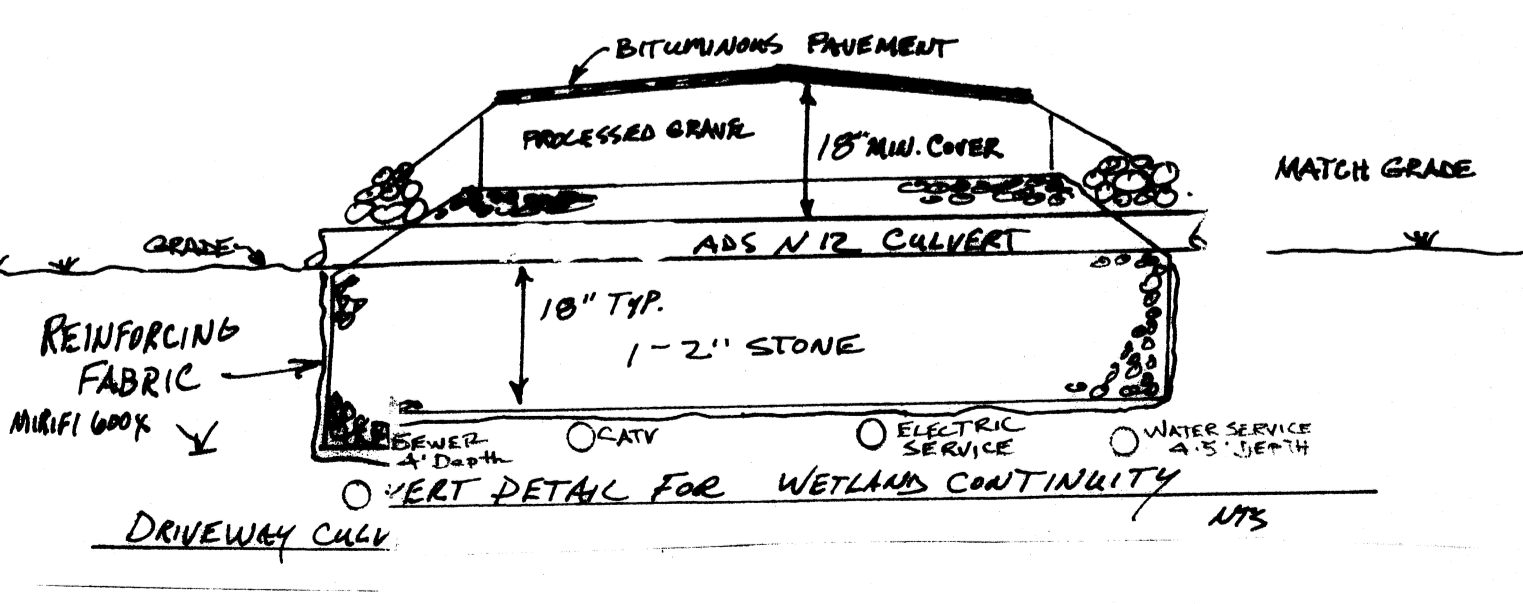 BITUMINOUS PAVEMENT
PROCESSED GRAVEL
18" MIN. COVER
MATCH GRADE
GRADE
ADS N12 CULVERT
18" TYP.
1-2" STONE
REINFORCING
FABRIC
MIRIFI 600X
SEWER
4' Depth
CATV
ELECTRIC
SERVICE
WATER SERVICE
4.5' DEPTH
VERT DETAIL FOR WETLAND CONTINUITY
DRIVEWAY CULV
NTS